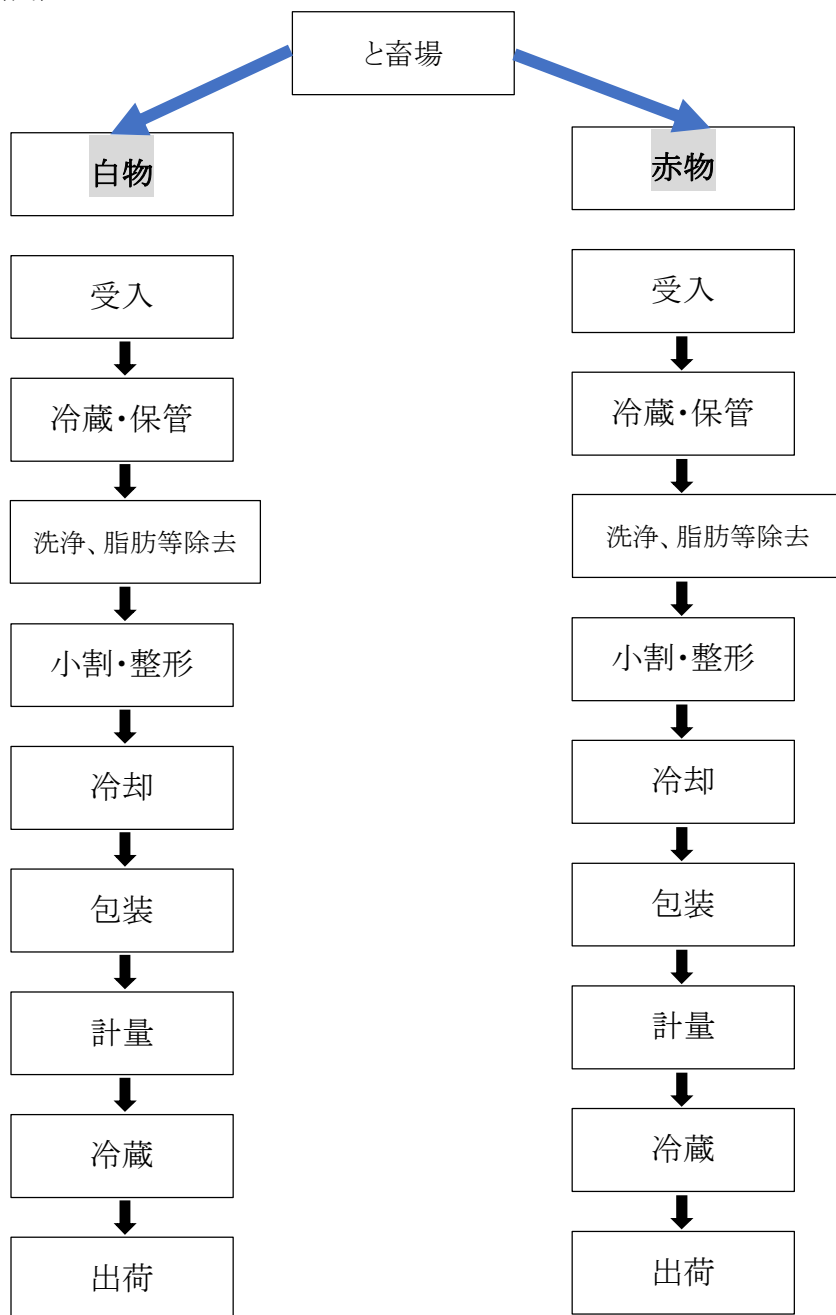 と畜場
白物
受入
冷蔵・保管
洗浄、脂肪等除去
小割・整形
冷却
包装
計量
冷蔵
出荷
赤物
受入
冷蔵・保管
洗浄、脂肪等除去
小割・整形
冷却
包装
計量
冷蔵
出荷